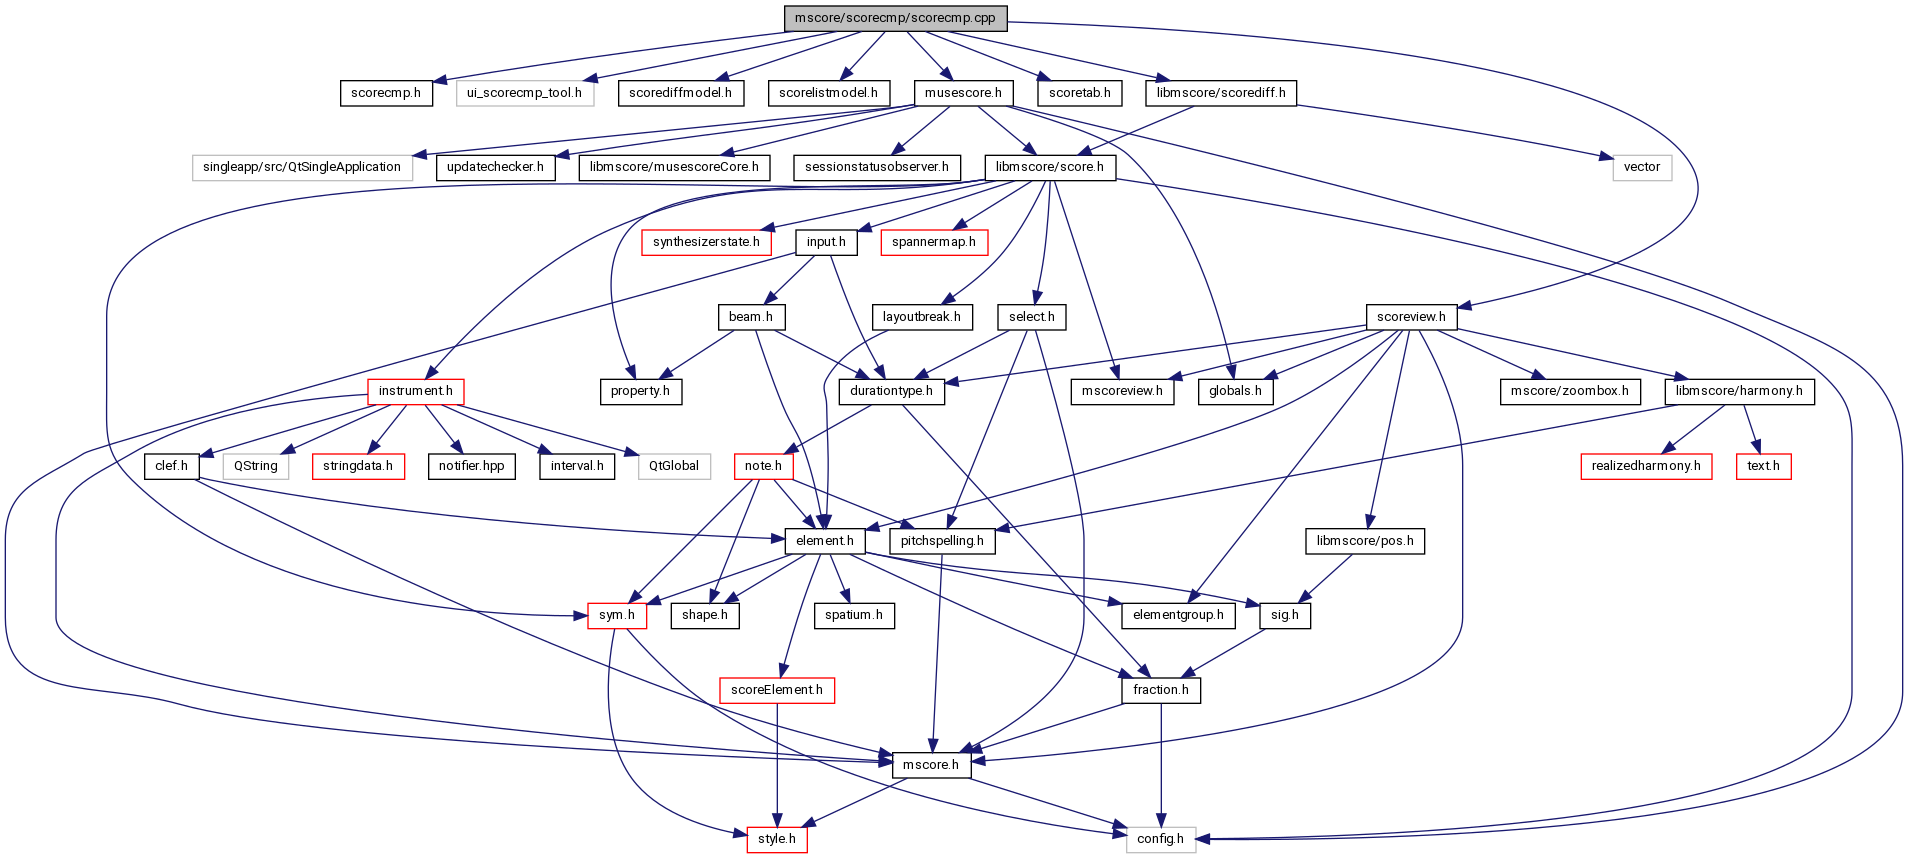 mscore/scorecmp/scorecmp.cpp
scorecmp.h
ui_scorecmp_tool.h
scorediffmodel.h
scorelistmodel.h
musescore.h
scoretab.h
libmscore/scorediff.h
singleapp/src/QtSingleApplication
updatechecker.h
libmscore/musescoreCore.h
sessionstatusobserver.h
libmscore/score.h
vector
synthesizerstate.h
input.h
spannermap.h
beam.h
layoutbreak.h
select.h
scoreview.h
instrument.h
property.h
durationtype.h
mscoreview.h
globals.h
mscore/zoombox.h
libmscore/harmony.h
clef.h
QString
stringdata.h
notifier.hpp
interval.h
QtGlobal
note.h
realizedharmony.h
text.h
element.h
pitchspelling.h
libmscore/pos.h
sym.h
shape.h
spatium.h
elementgroup.h
sig.h
scoreElement.h
fraction.h
mscore.h
style.h
config.h